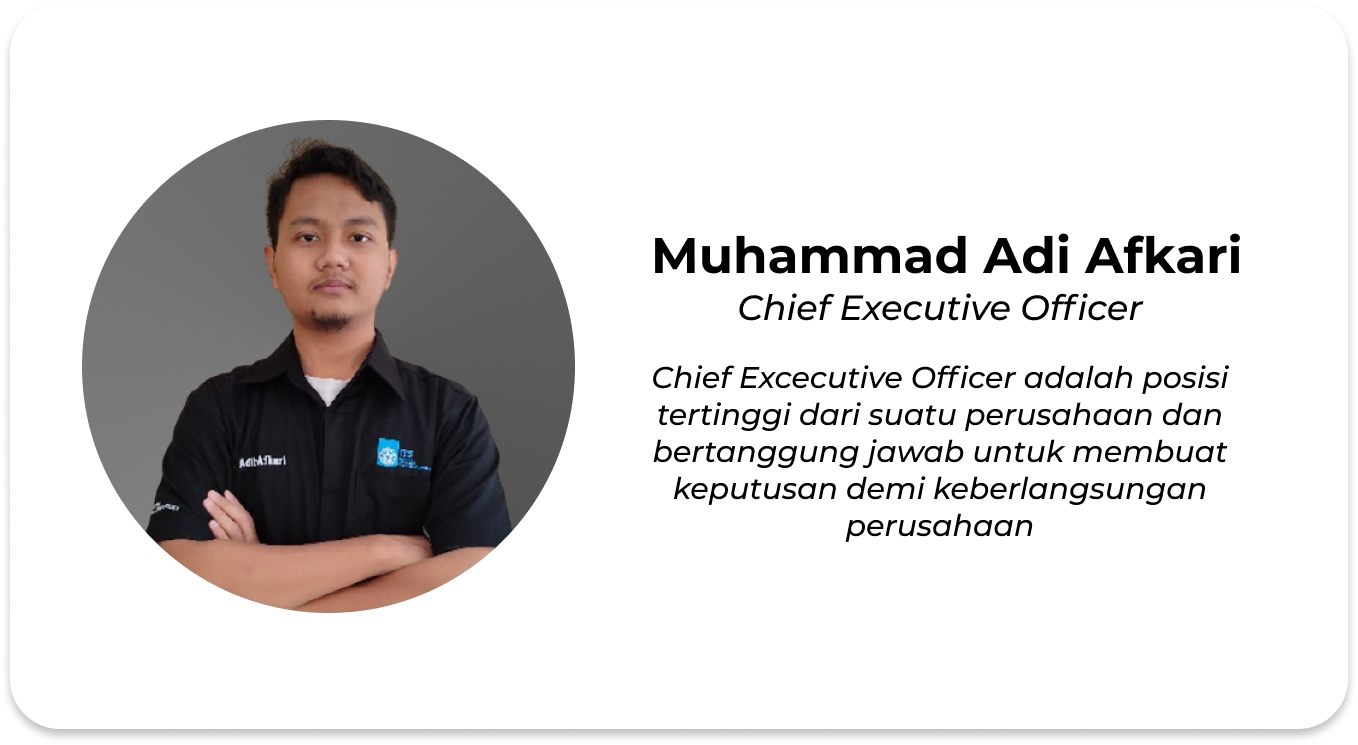 Muhammad Adi Afkari
Chief Executive Officer
Chief Excecutive Officer adalah posisi
tertinggi dari suatu perusahaan dan
bertanggung jawab untuk membuat
keputusan demi keberlangsungan
perusahaan
ITS